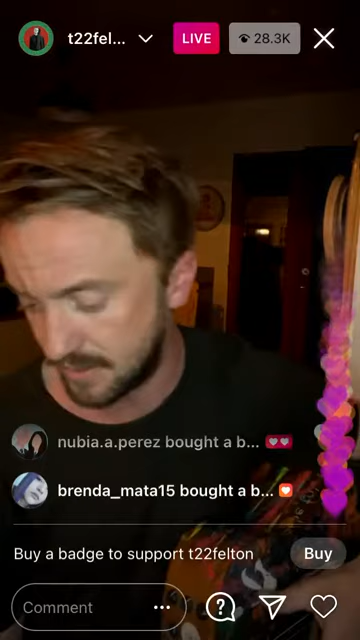 t22fel...
LIVE
28.3K
nubia.a.perez bought a b...
brenda_mata15 bought a b...
Buy a badge to support t22felton
Buy
Comment